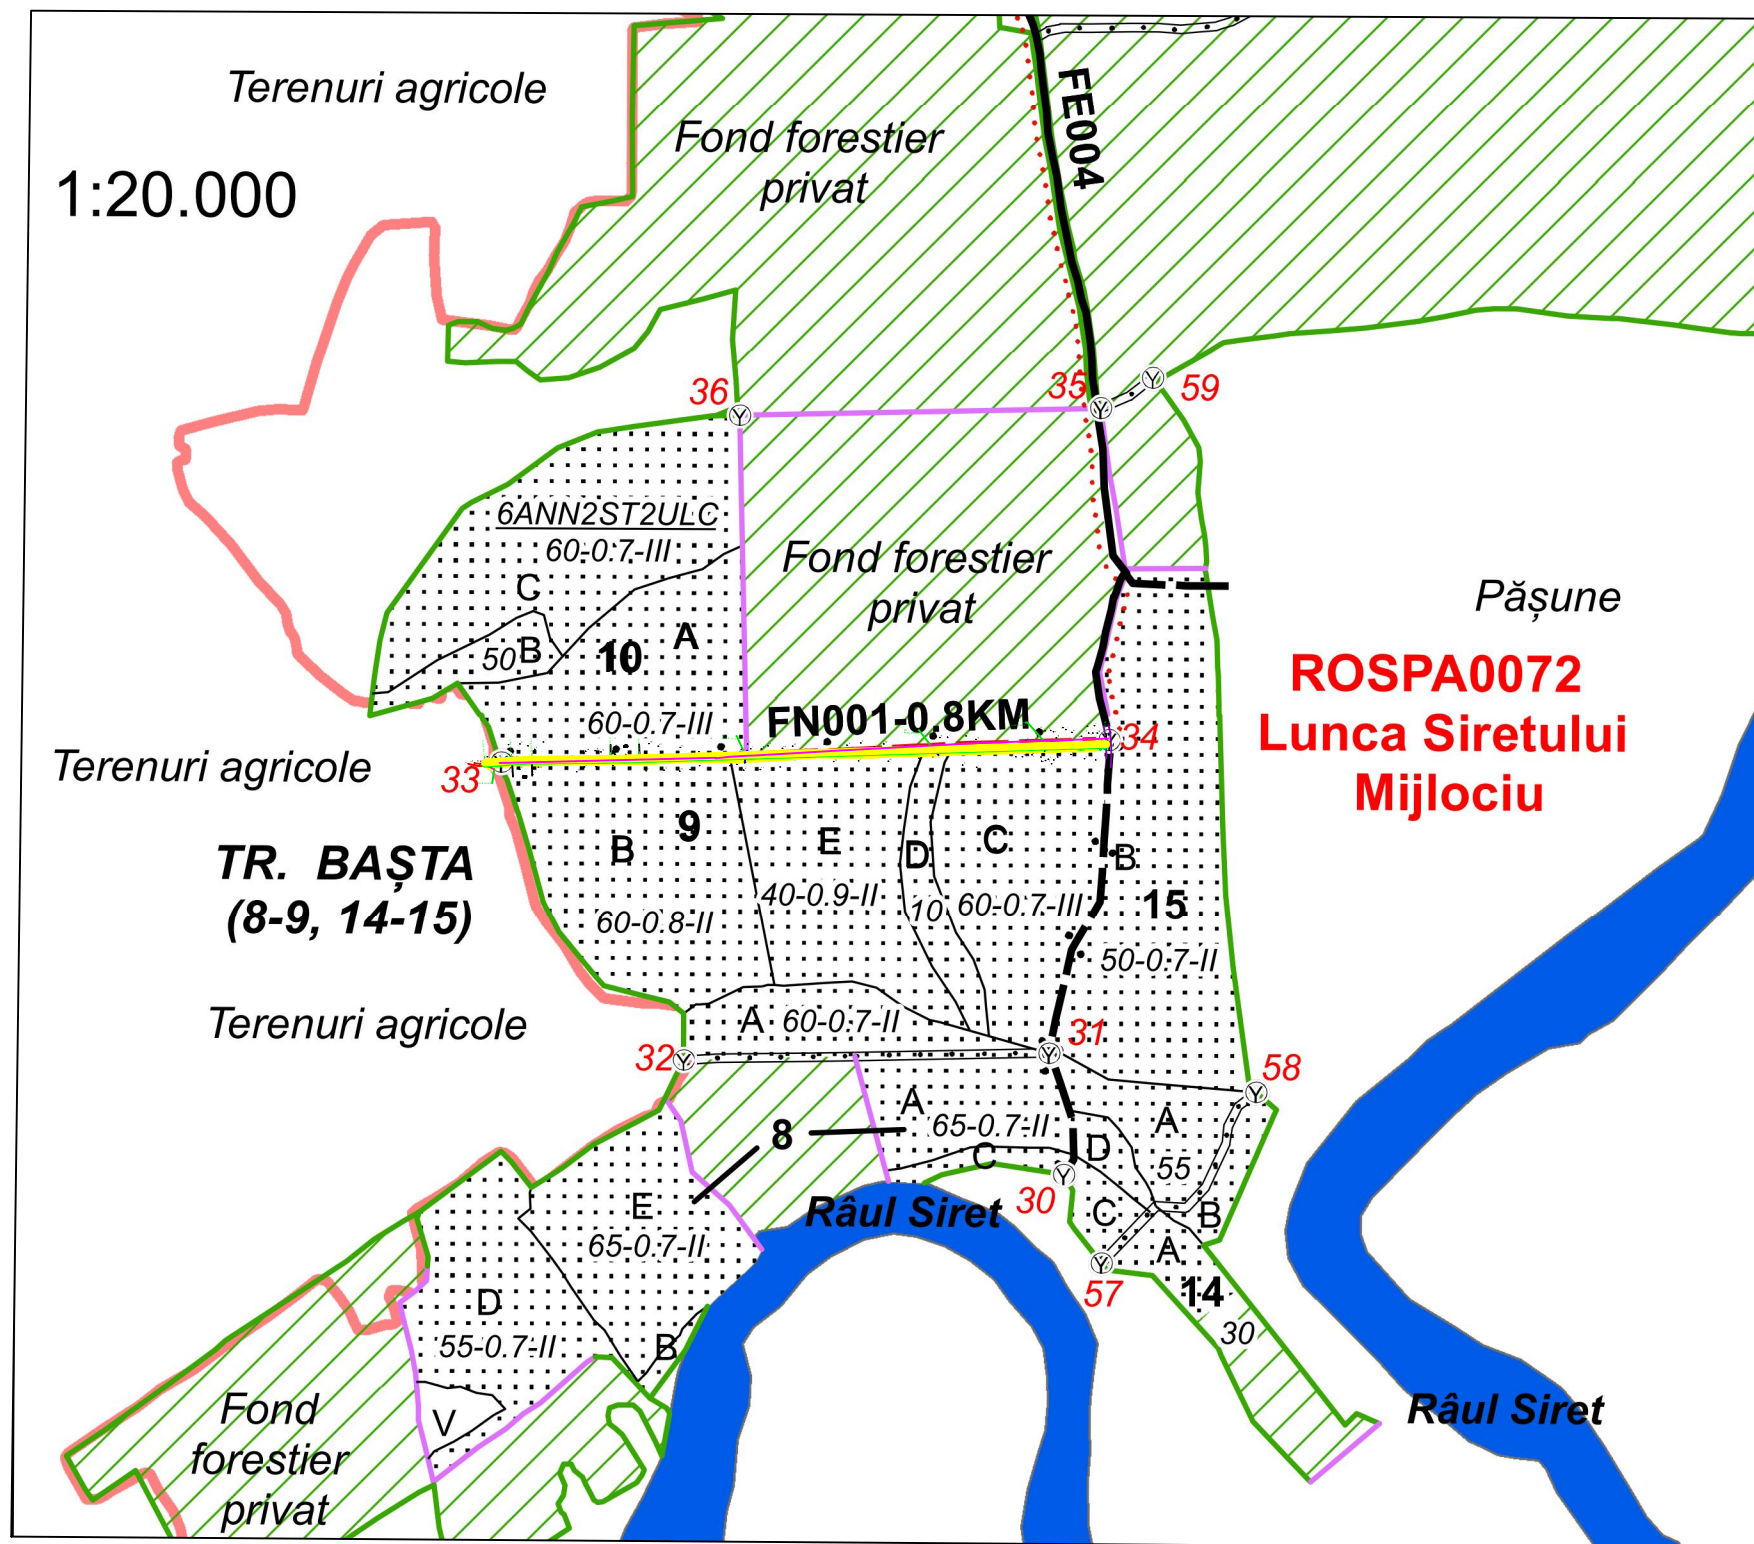 Terenuri agricole
1:20.000
Fond forestier
privat
FE004
36
35
59
6ANN2ST2ULC
60-0.7-III
C
50
B
10
A
60-0.7-III
Fond forestier
privat
FN001-0.8KM
34
Pășune
ROSPA0072
Lunca Siretului
Mijlociu
Terenuri agricole
33
TR. BAȘTA
(8-9, 14-15)
B
9
E
D
C
B
60-0.8-II
40-0.9-II
10
60-0.7-III
15
50-0.7-II
Terenuri agricole
A
60-0.7-II
32
31
58
8
A
65-0.7-II
C
D
A
55
30
C
B
A
57
14
30
Râul Siret
E
65-0.7-II
D
55-0.7-II
B
V
Fond
forestier
privat
Râul Siret